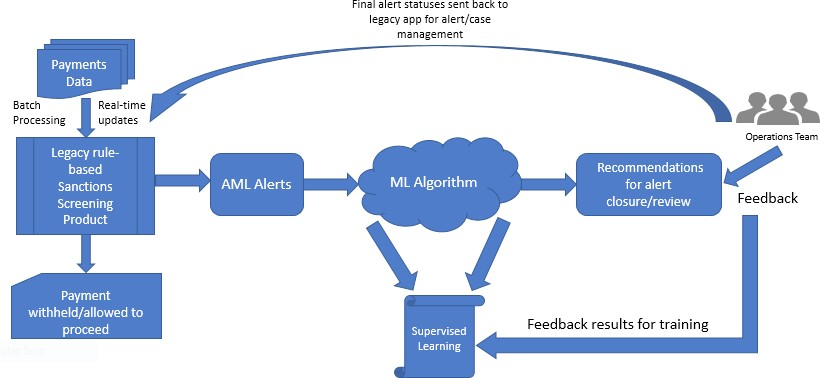 Final alert statuses sent back to
legacy app for alert/case
management
Payments
Data
Batch
Processing
Real-time
updates
Operations Team
Legacy rule-
based
Sanctions
Screening
Product
AML Alerts
ML Algorithm
Recommendations
for alert
closure/review
Feedback
Payment
withheld/allowed to
proceed
Supervised
Learning
Feedback results for training